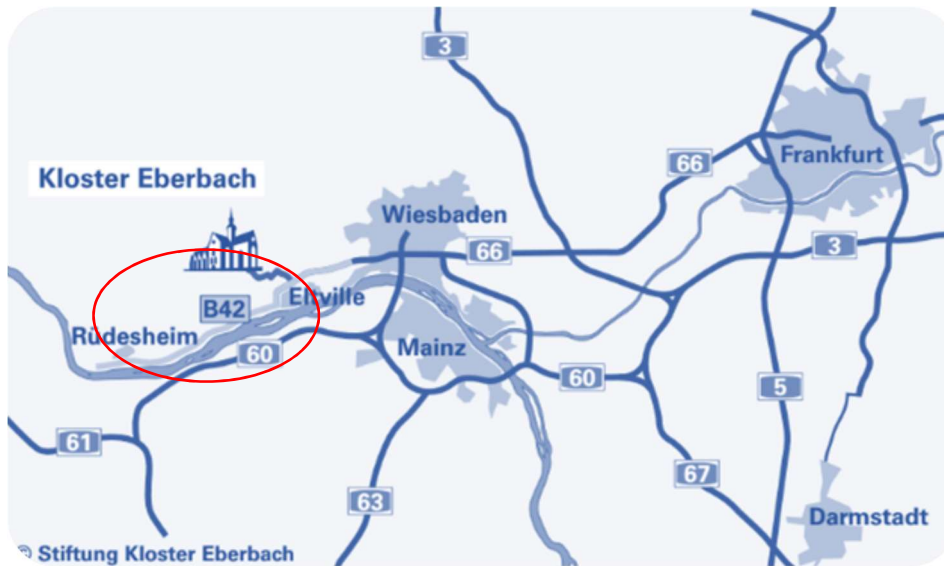 3
Frankfurt
66
Kloster Eberbach
Wiesbaden
66
3
Eltville
B42
Rüdesheim
60
Mainz
60
5
61
67
63
Darmstadt
© Stiftung Kloster Eberbach